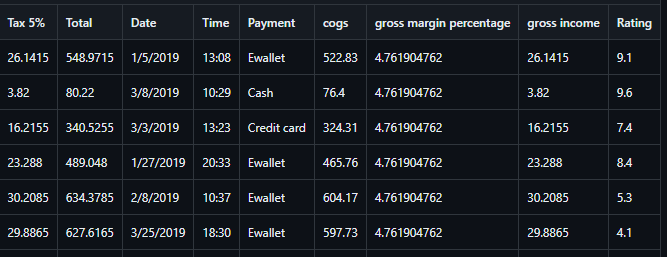 Tax 5% Total Date Time Payment cogs gross margin percentage gross income Rating
26.1415 548.9715 1/5/2019 13:08 Ewallet 522.83 4.761904762 26.1415 9.1
3.82 80.22 3/8/2019 10:29 Cash 76.4 4.761904762 3.82 9.6
16.2155 340.5255 3/3/2019 13:23 Credit card 324.31 4.761904762 16.2155 7.4
23.288 489.048 1/27/2019 20:33 Ewallet 465.76 4.761904762 23.288 8.4
30.2085 634.3785 2/8/2019 10:37 Ewallet 604.17 4.761904762 30.2085 5.3
29.8865 627.6165 3/25/2019 18:30 Ewallet 597.73 4.761904762 29.8865 4.1